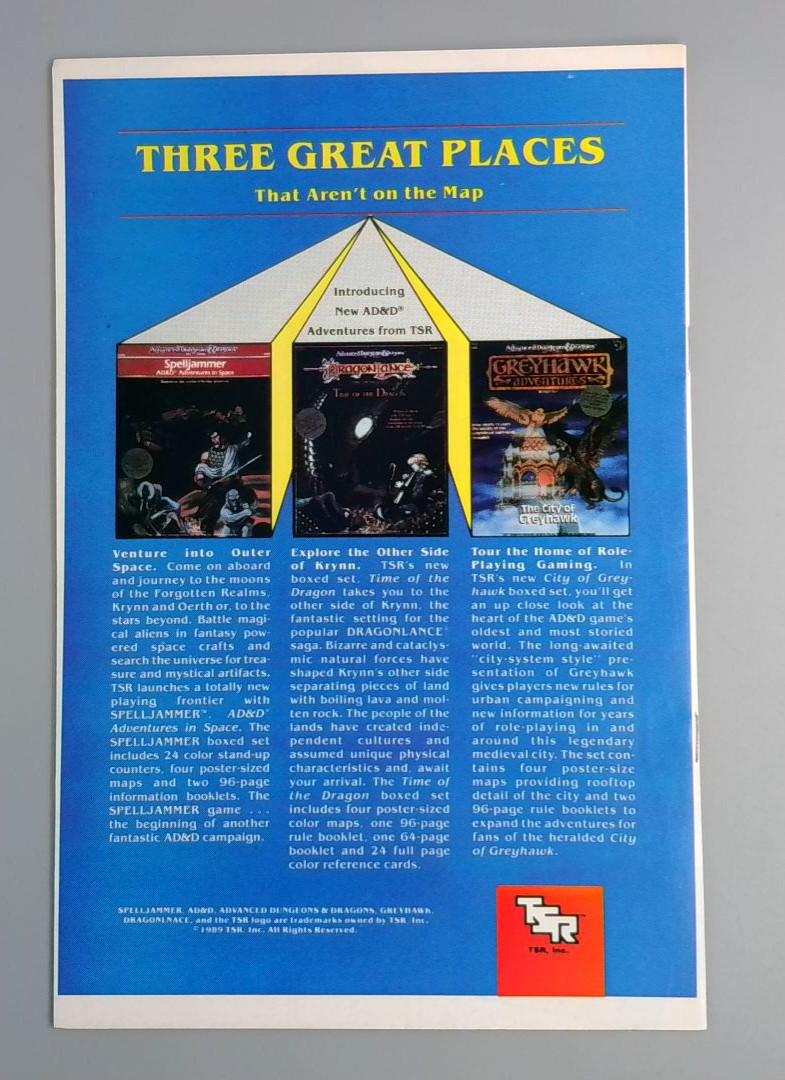 THREE GREAT PLACES
That Aren't on the Map
Introducing
New AD&D®
Adventures from TSR
Advanced Dungeons & Dragons
Spelljammer
AD&D® Adventures in Space
Advanced Dungeons & Dragons
DRAGONLANCE
TIME OF THE DRAGON
Advanced Dungeons & Dragons
GREYHAWK
ADVENTURES
The City of
Greyhawk
Venture into Outer
Space. Come on aboard
and journey to the moons
of the Forgotten Realms,
Krynn and Oerth or, to the
stars beyond. Battle magi-
cal aliens in fantasy pow-
ered space crafts and
search the universe for trea-
sure and mystical artifacts.
TSR launches a totally new
playing frontier with
SPELLJAMMER™. AD&D®
Adventures in Space. The
SPELLJAMMER boxed set
includes 24 color stand-up
counters, four poster-sized
maps and two 96-page
information booklets. The
SPELLJAMMER game . . .
the beginning of another
fantastic AD&D campaign.
Explore the Other Side
of Krynn. TSR's new
boxed set, Time of the
Dragon takes you to the
other side of Krynn, the
fantastic setting for the
popular DRAGONLANCE®
saga. Bizarre and cataclys-
mic natural forces have
shaped Krynn's other side
separating pieces of land
with boiling lava and mol-
ten rock. The people of the
lands have created inde-
pendent cultures and
assumed unique physical
characteristics and, await
your arrival. The Time of
the Dragon boxed set
includes four poster-sized
color maps, one 96-page
rule booklet, one 64-page
booklet and 24 full page
color reference cards.
Tour the Home of Role-
Playing Gaming. In
TSR's new City of Grey-
hawk boxed set, you'll get
an up close look at the
heart of the AD&D game's
oldest and most storied
world. The long-awaited
"city-system style" pre-
sentation of Greyhawk
gives players new rules for
urban campaigning and
new information for years
of role-playing in and
around this legendary
medieval city. The set con-
tains four poster-size
maps providing rooftop
detail of the city and two
96-page rule booklets to
expand the adventures for
fans of the heralded City
of Greyhawk.
SPELLJAMMER, AD&D, ADVANCED DUNGEONS & DRAGONS, GREYHAWK,
DRAGONLNACE, and the TSR logo are trademarks owned by TSR, Inc.
©1989 TSR, Inc. All Rights Reserved.
TSR™
TSR, Inc.